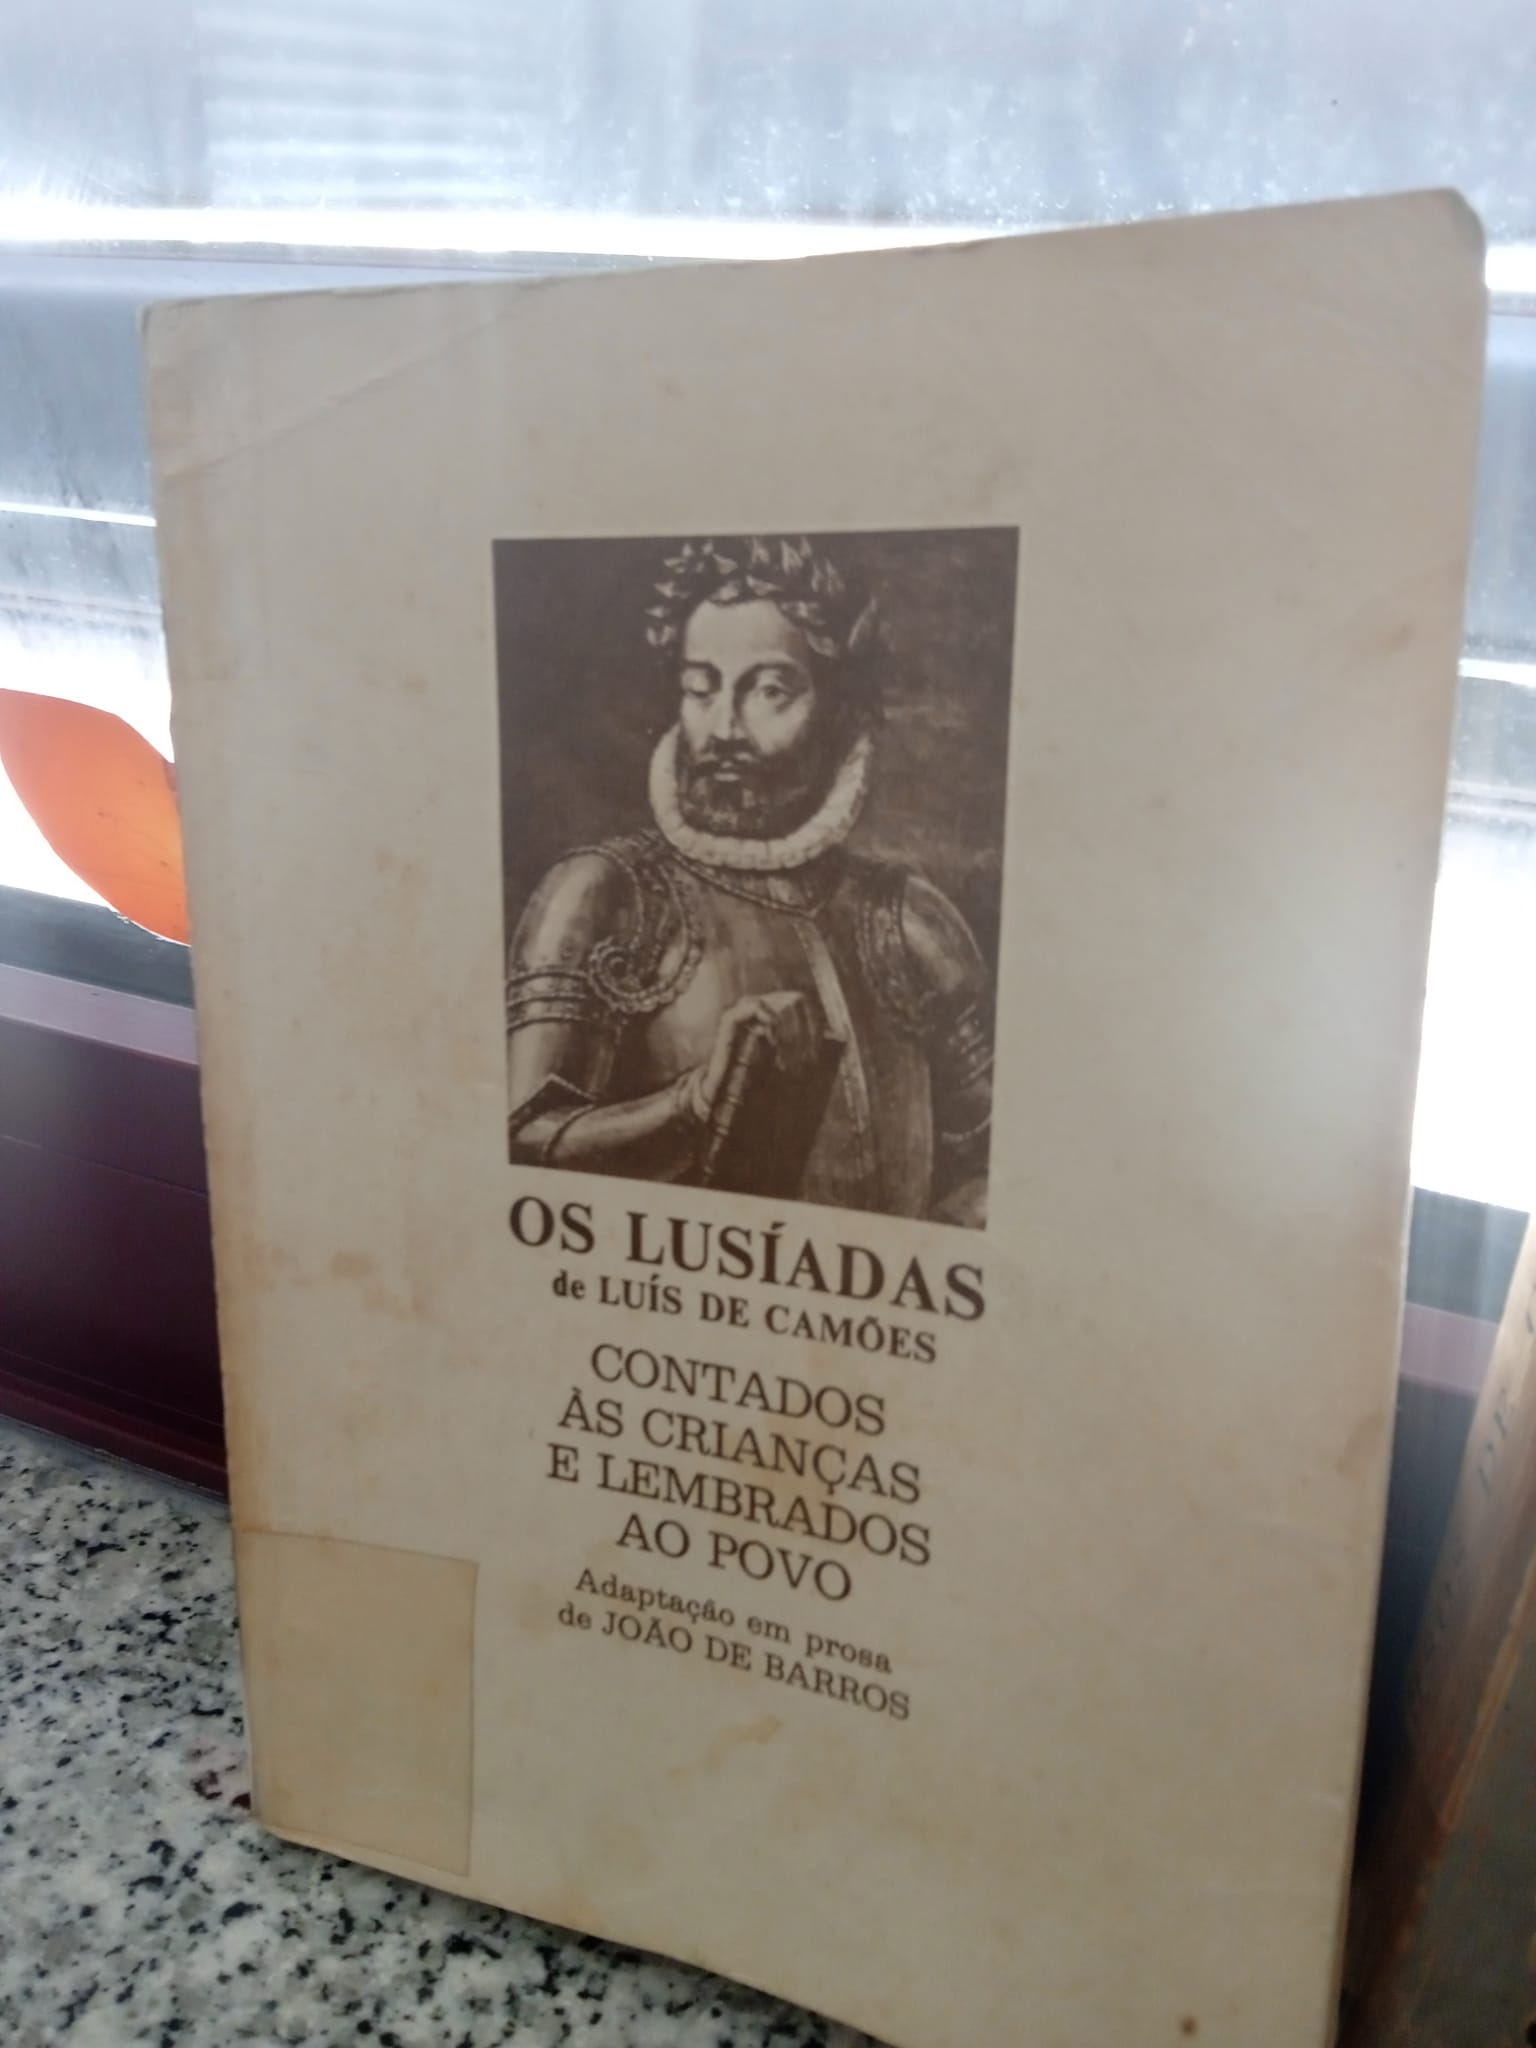 OS LUSÍADAS
de LUÍS DE CAMÕES
CONTADOS
ÀS CRIANÇAS
E LEMBRADOS
AO POVO
Adaptação em prosa
de JOÃO DE BARROS